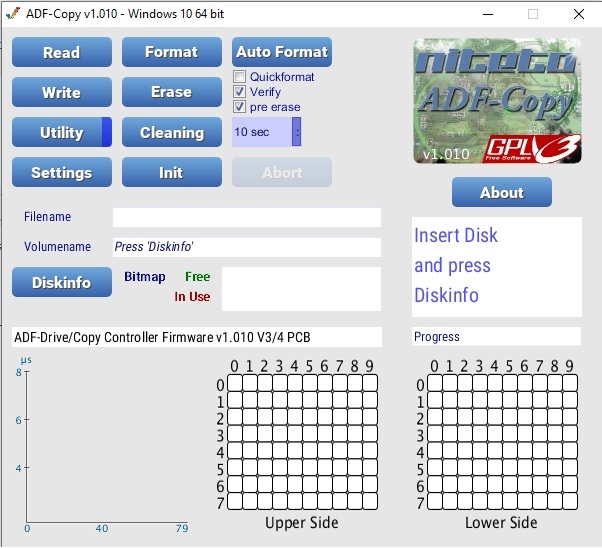 ADF-Copy v1.010 - Windows 10 64 bit
Read Format Auto Format
Quickformat
Write Erase Verify
pre erase
Utility Cleaning 10 sec :
Settings Init Abort
niteto
ADF-Copy
v1.010 GPL v3
Free Software
About
Filename
Volumename Press 'Diskinfo'
Diskinfo Bitmap Free
In Use
Insert Disk
and press
Diskinfo
ADF-Drive/Copy Controller Firmware v1.010 V3/4 PCB
Progress
µs
8
6
4
0 40 79
0 1 2 3 4 5 6 7 8 9
0
1
2
3
4
5
6
7
Upper Side
0 1 2 3 4 5 6 7 8 9
0
1
2
3
4
5
6
7
Lower Side